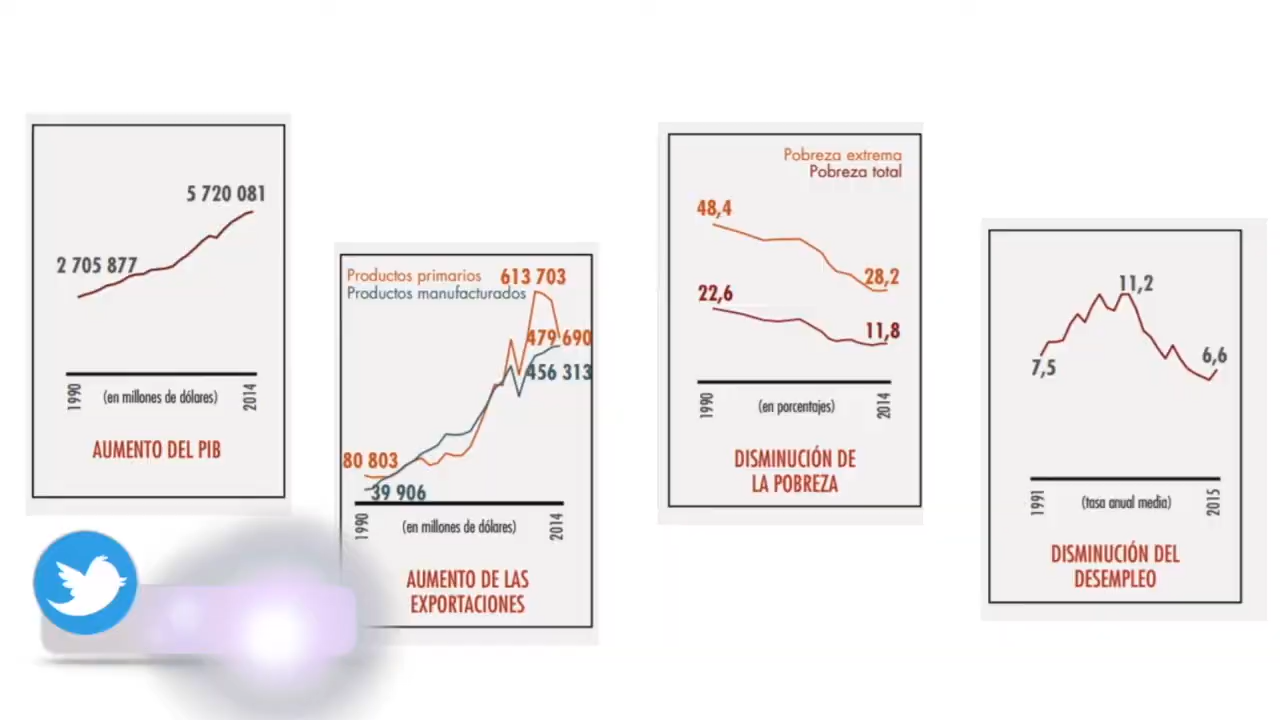 5 720 081
2 705 877
1990
(en millones de dólares)
2014
AUMENTO DEL PIB
Productos primarios
613 703
Productos manufacturados
479 690
456 313
80 803
39 906
1990
(en millones de dólares)
2014
AUMENTO DE LAS
EXPORTACIONES
Pobreza extrema
Pobreza total
48,4
28,2
22,6
11,8
1990
(en porcentajes)
2014
DISMINUCIÓN DE
LA POBREZA
11,2
7,5
6,6
1991
(tasa anual media)
2015
DISMINUCIÓN DEL
DESEMPLEO